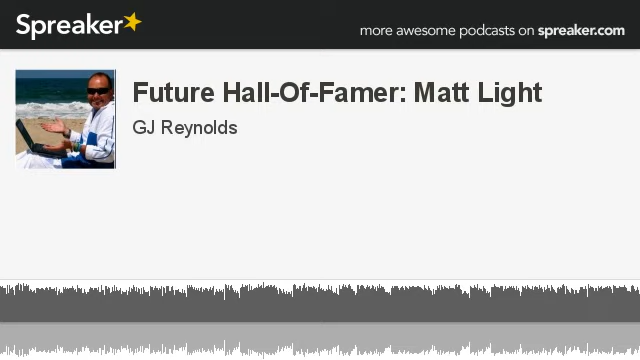 Spreaker
more awesome podcasts on spreaker.com
Future Hall-Of-Famer: Matt Light
GJ Reynolds